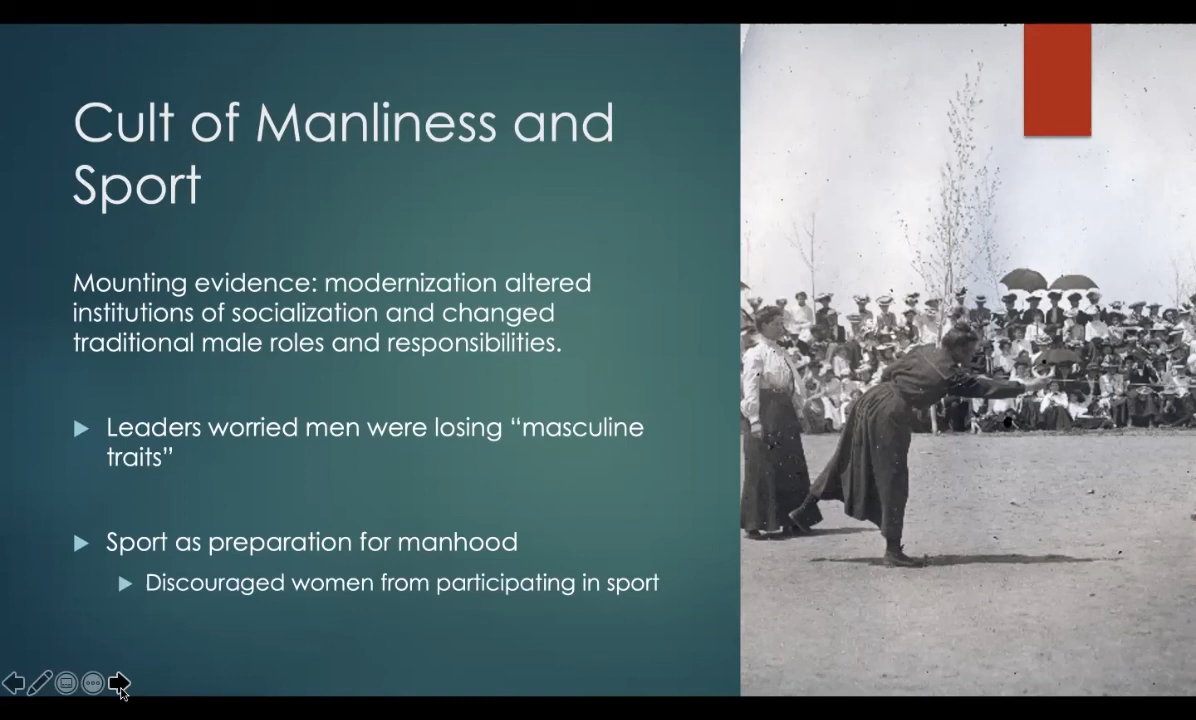 Cult of Manliness and
Sport
Mounting evidence: modernization altered
institutions of socialization and changed
traditional male roles and responsibilities.
Leaders worried men were losing “masculine
traits”
Sport as preparation for manhood
Discouraged women from participating in sport